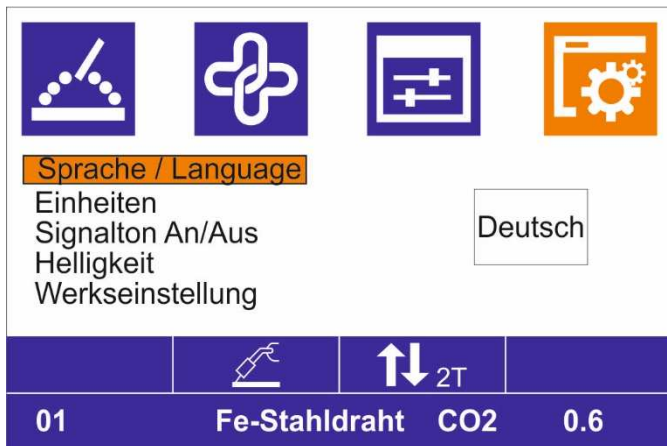 Sprache / Language
Einheiten
Signalton An/Aus
Helligkeit
Werkseinstellung
Deutsch
2T
01 Fe-Stahldraht CO2 0.6